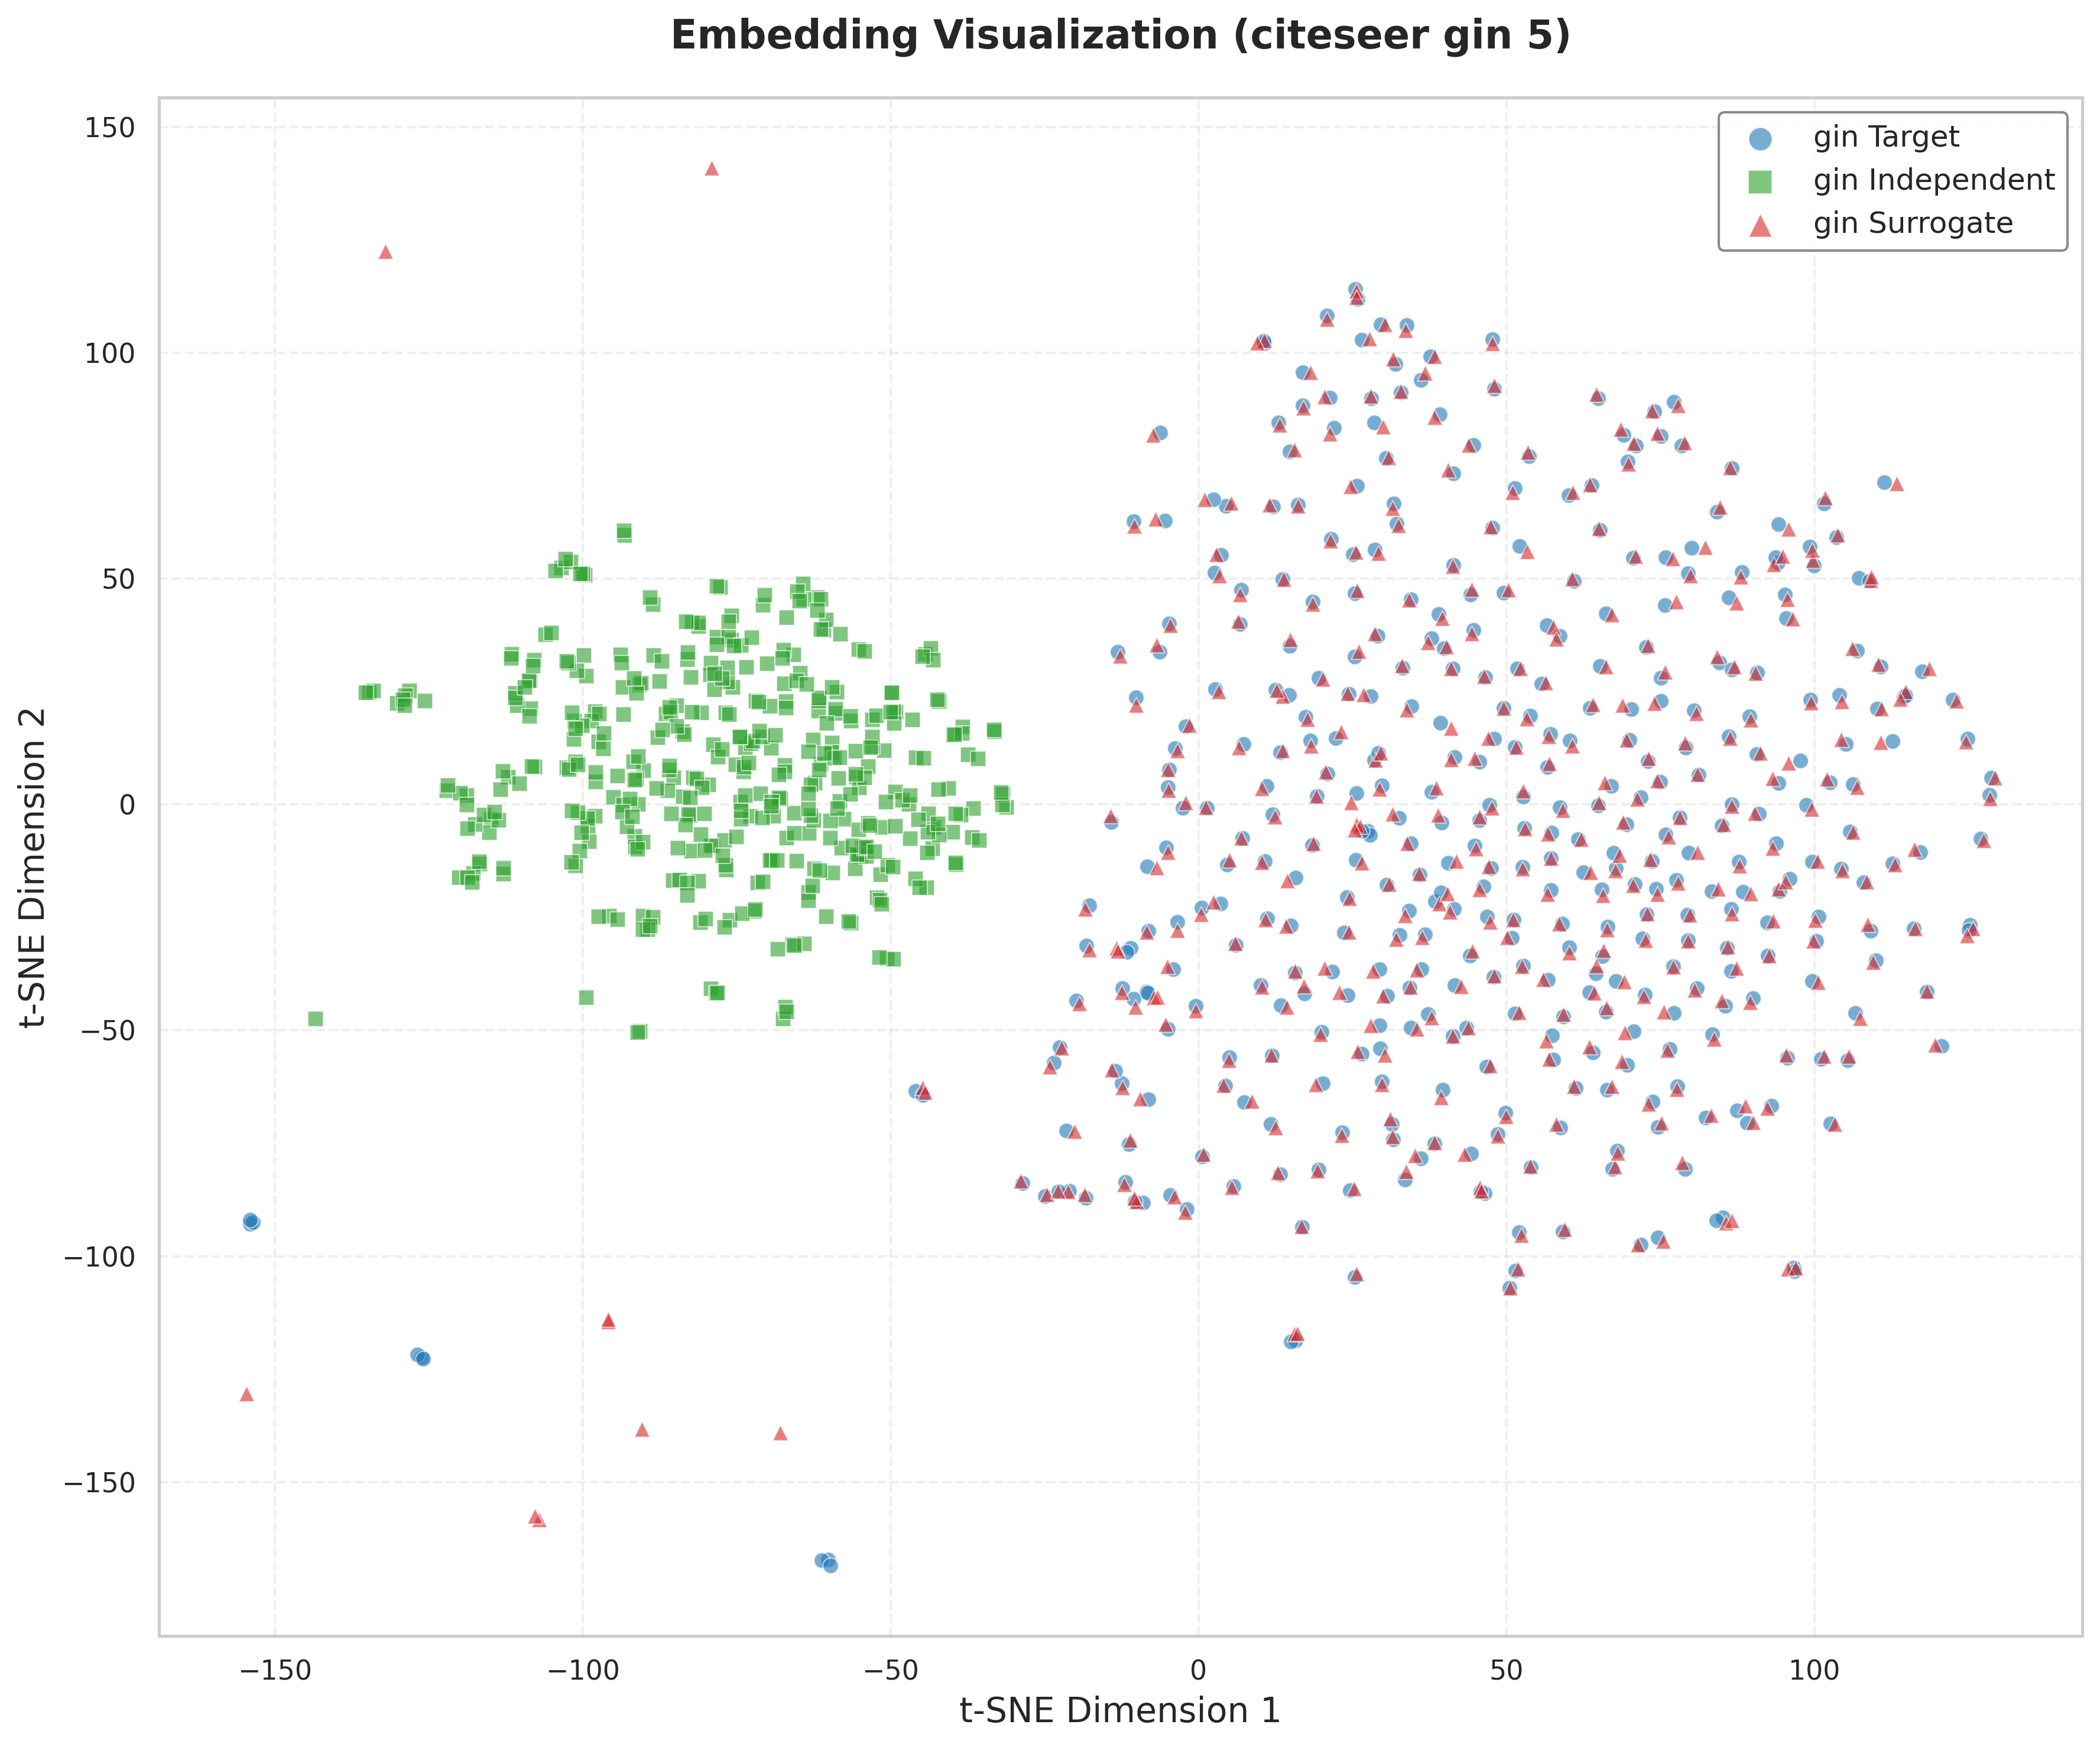 Embedding Visualization (citeseer gin 5)
gin Target
gin Independent
gin Surrogate
150
100
50
0
−50
−100
−150
t-SNE Dimension 2
−150
−100
−50
0
50
100
t-SNE Dimension 1